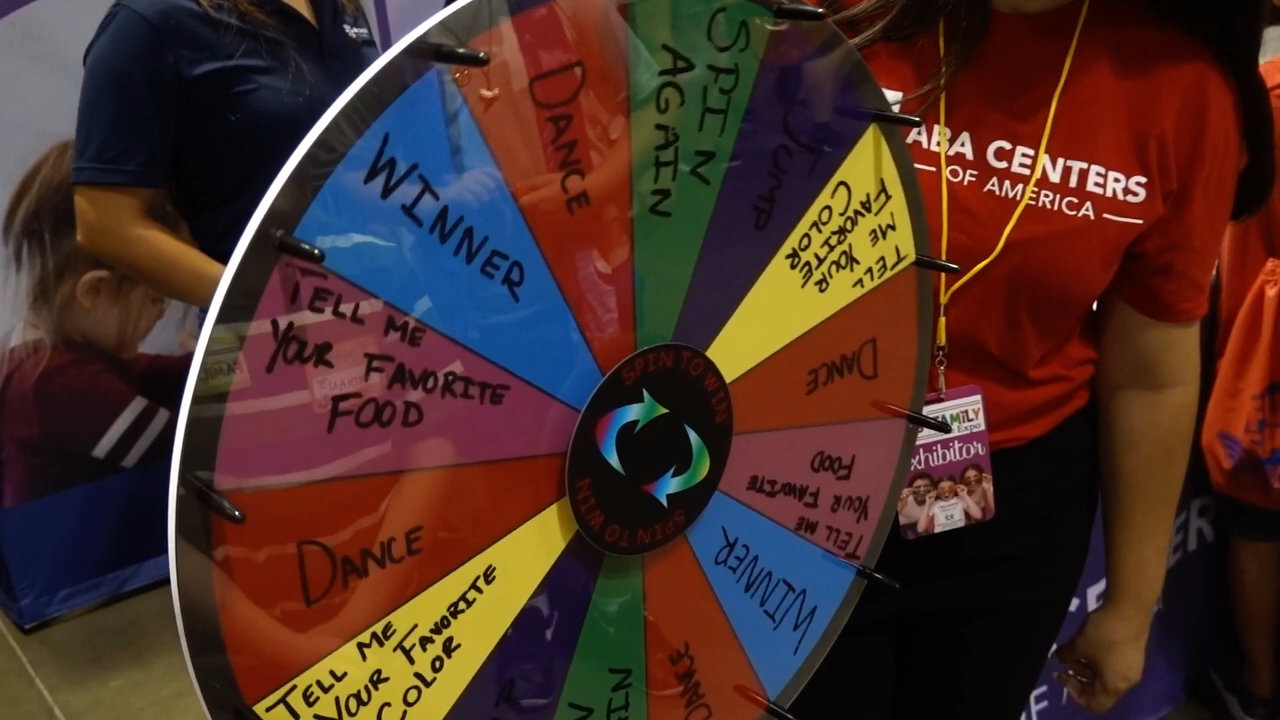 WINNER
DANCE
SPIN
AGAIN
JUMP
TELL
ME YOUR
FAVORITE
COLOR
DANCE
TELL ME
YOUR FAVORITE
FOOD
WINNER
DANCE
TELL ME
YOUR FAVORITE
COLOR
DANCE
TELL ME
YOUR FAVORITE
FOOD
SPIN TO WIN
SPIN TO WIN
ABA CENTERS
OF AMERICA
FAMILY
Expo
Exhibitor